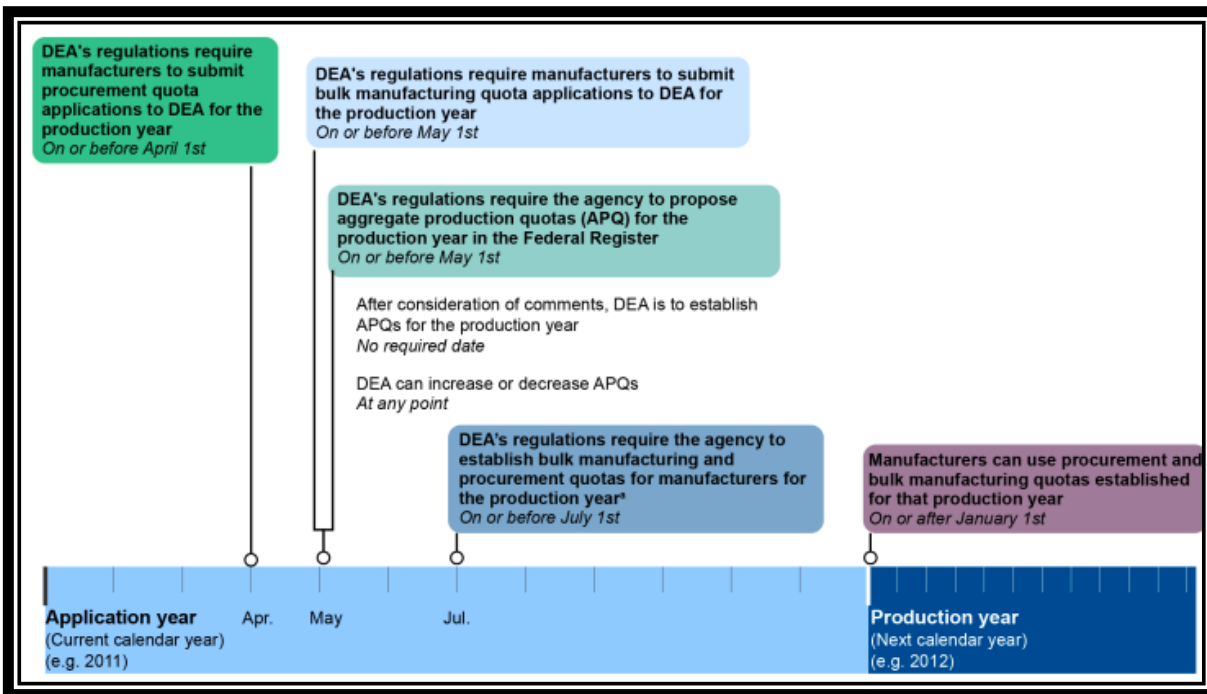 DEA's regulations require
manufacturers to submit
procurement quota
applications to DEA for the
production year
On or before April 1st
DEA's regulations require manufacturers to submit
bulk manufacturing quota applications to DEA for
the production year
On or before May 1st
DEA's regulations require the agency to propose
aggregate production quotas (APQ) for the
production year in the Federal Register
On or before May 1st
After consideration of comments, DEA is to establish
APQs for the production year
No required date
DEA can increase or decrease APQs
At any point
DEA's regulations require the agency to
establish bulk manufacturing and
procurement quotas for manufacturers for
the production yearª
On or before July 1st
Manufacturers can use procurement and
bulk manufacturing quotas established
for that production year
On or after January 1st
Application year
(Current calendar year)
(e.g. 2011)
Apr.
May
Jul.
Production year
(Next calendar year)
(e.g. 2012)